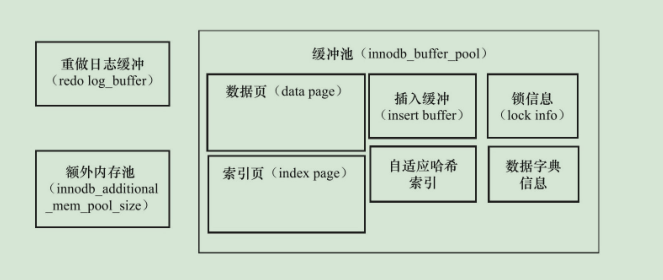 重做日志缓冲
(redo log_buffer)
额外内存池
(innodb_additional
_mem_pool_size)
缓冲池（innodb_buffer_pool）
数据页（data page）
插入缓冲
（insert buffer）
锁信息
（lock info）
索引页（index page）
自适应哈希
索引
数据字典
信息